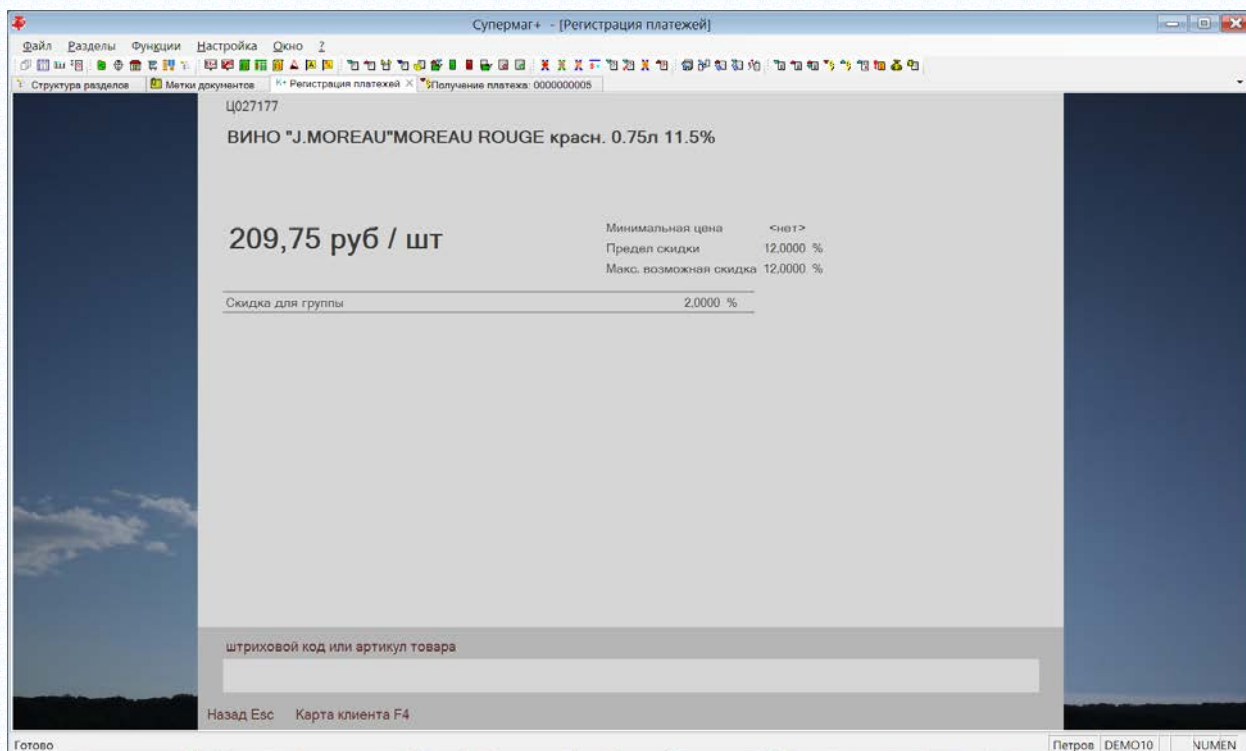 Супермаг+ - [Регистрация платежей]
Файл Разделы Функции Настройка Окно ?
Структура разделов Метки документов К+ Регистрация платежей Получение платежа: 0000000005
Ц027177
ВИНО "J.MOREAU"MOREAU ROUGE красн. 0.75л 11.5%
209,75 руб / шт
Минимальная цена <нет>
Предел скидки 12,0000 %
Макс. возможная скидка 12,0000 %
Скидка для группы 2,0000 %
штриховой код или артикул товара
Назад Esc Карта клиента F4
Готово Петров DEMO10 NUMEN